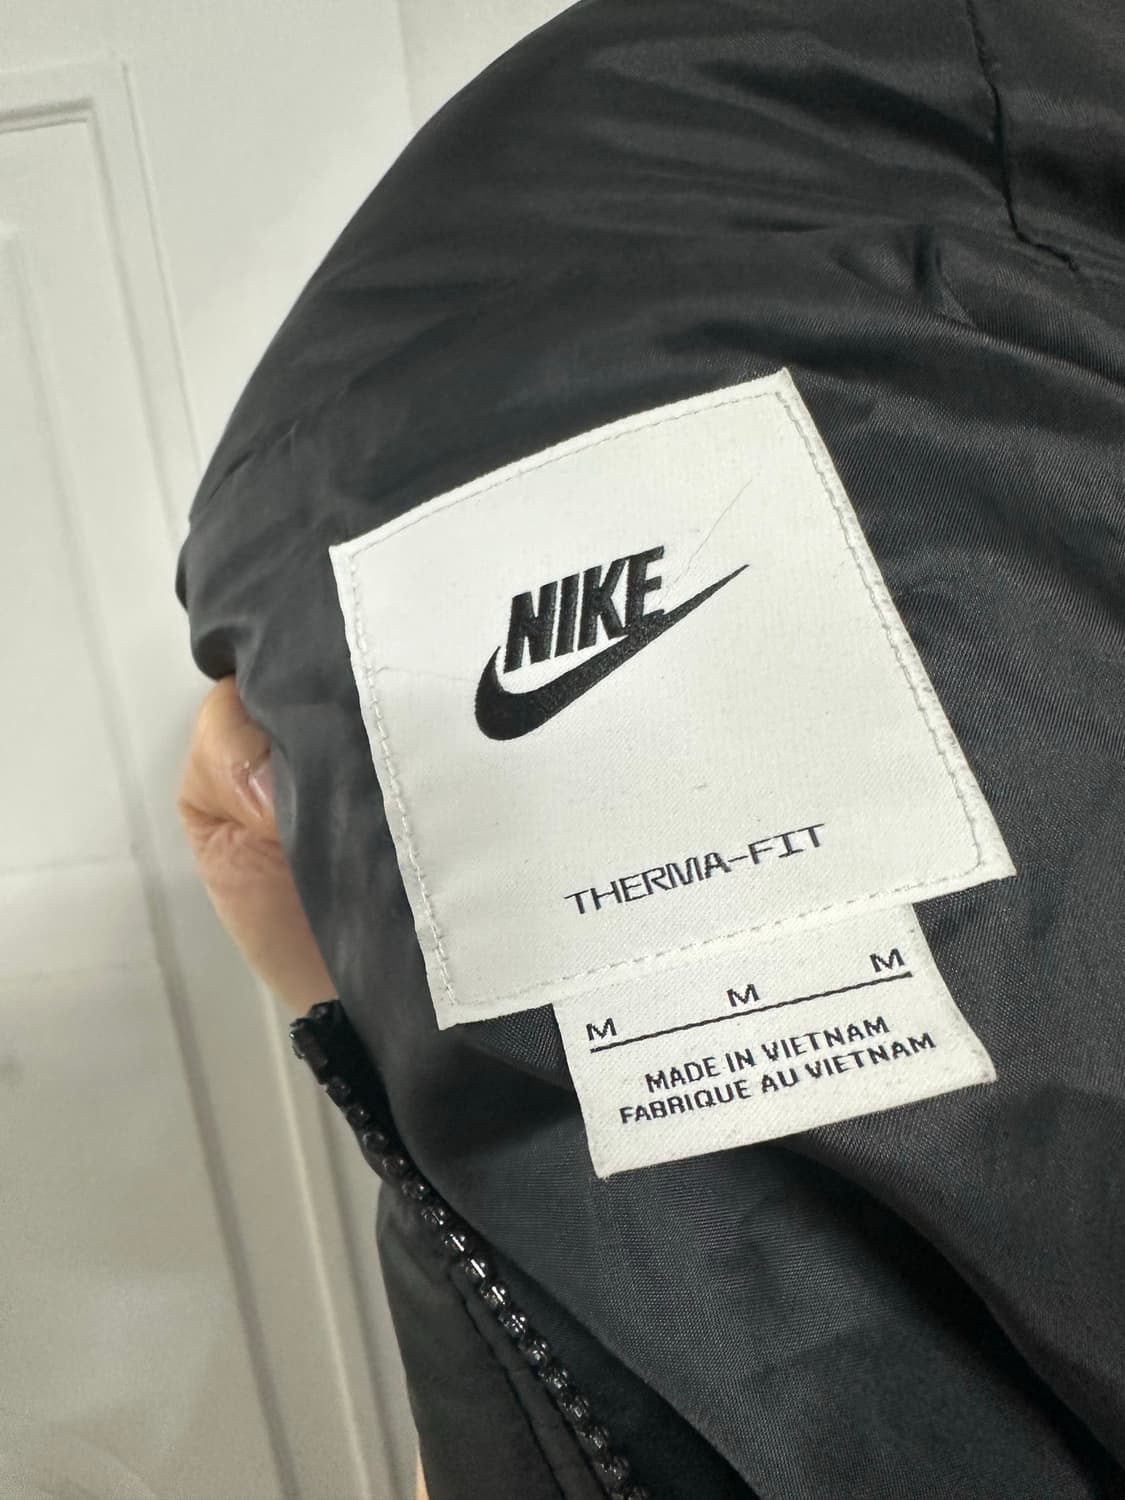 NIKE
THERMA-FIT
M M M
MADE IN VIETNAM
FABRIQUE AU VIETNAM